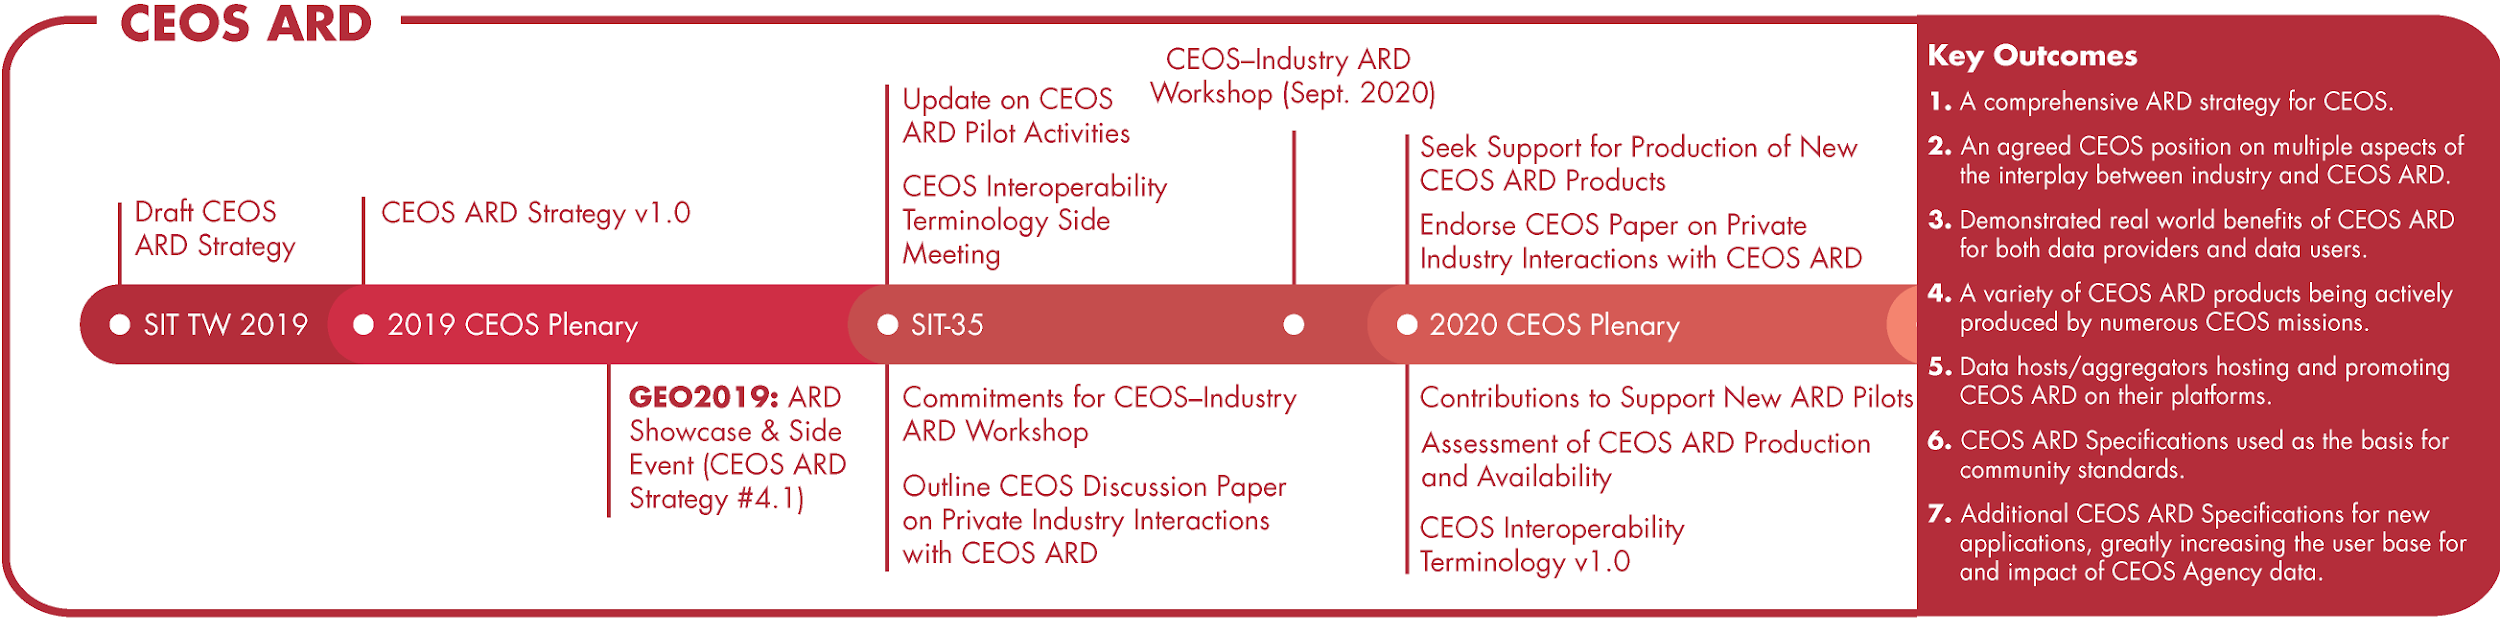 CEOS ARD
Draft CEOS
ARD Strategy
CEOS ARD Strategy v1.0
Update on CEOS
ARD Pilot Activities
CEOS Interoperability
Terminology Side
Meeting
CEOS–Industry ARD
Workshop (Sept. 2020)
Seek Support for Production of New
CEOS ARD Products
Endorse CEOS Paper on Private
Industry Interactions with CEOS ARD
SIT TW 2019
2019 CEOS Plenary
SIT-35
2020 CEOS Plenary
GEO2019: ARD
Showcase & Side
Event (CEOS ARD
Strategy #4.1)
Commitments for CEOS–Industry
ARD Workshop
Outline CEOS Discussion Paper
on Private Industry Interactions
with CEOS ARD
Contributions to Support New ARD Pilots
Assessment of CEOS ARD Production
and Availability
CEOS Interoperability
Terminology v1.0
Key Outcomes
1. A comprehensive ARD strategy for CEOS.
2. An agreed CEOS position on multiple aspects of
the interplay between industry and CEOS ARD.
3. Demonstrated real world benefits of CEOS ARD
for both data providers and data users.
4. A variety of CEOS ARD products being actively
produced by numerous CEOS missions.
5. Data hosts/aggregators hosting and promoting
CEOS ARD on their platforms.
6. CEOS ARD Specifications used as the basis for
community standards.
7. Additional CEOS ARD Specifications for new
applications, greatly increasing the user base for
and impact of CEOS Agency data.